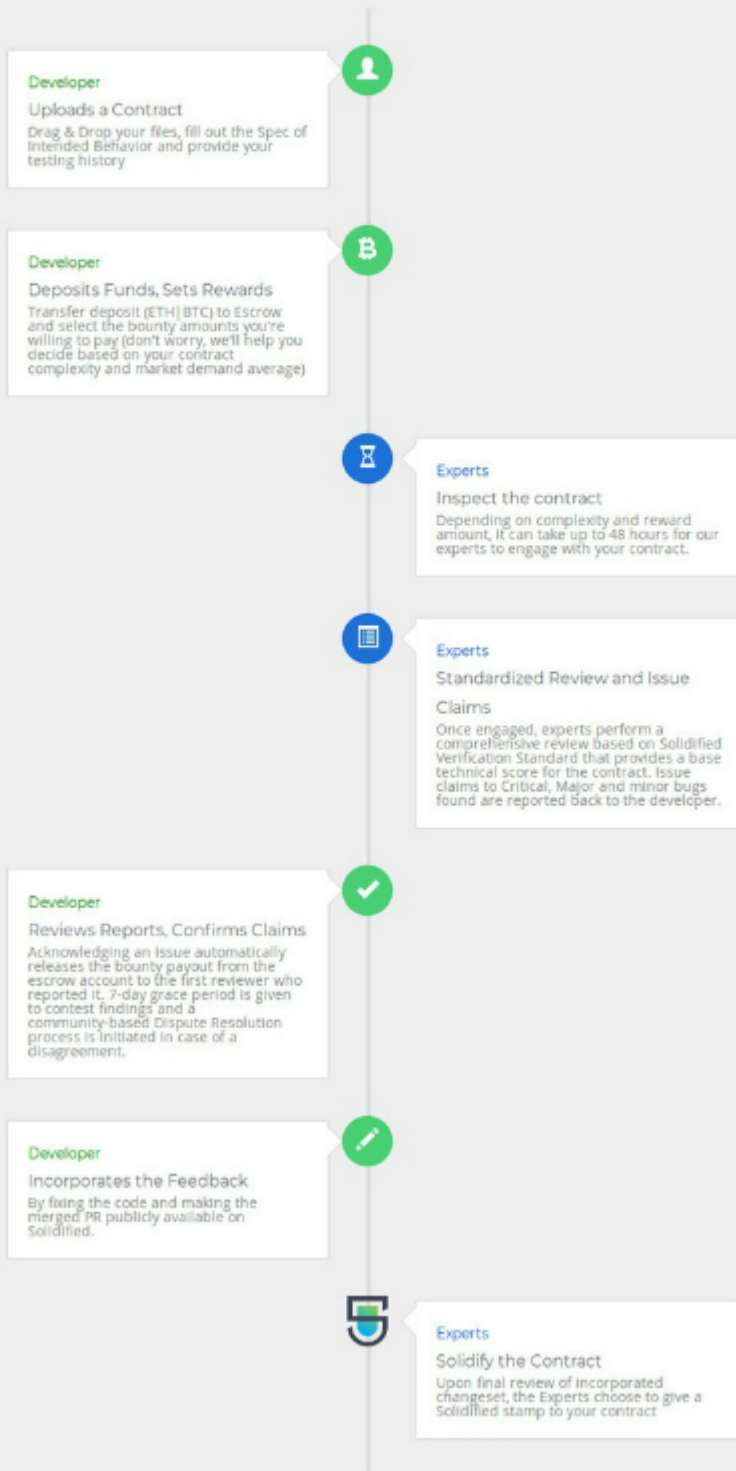 Developer
Uploads a Contract
Drag & Drop your files, fill out the Spec of
Intended Behavior and provide your
testing history
Developer
Deposits Funds, Sets Rewards
Transfer deposit (ETH|BTC) to Escrow
and select the bounty amounts you're
willing to pay (don't worry, we'll help you
decide based on your contract
complexity and market demand average)
Experts
Inspect the contract
Depending on complexity and reward
amount, it can take up to 48 hours for our
experts to engage with your contract.
Experts
Standardized Review and Issue
Claims
Once engaged, experts perform a
comprehensive review based on Solidified
Verification Standard that provides a base
technical score for the contract. Issue
claims to Critical, Major and minor bugs
found are reported back to the developer.
Developer
Reviews Reports, Confirms Claims
Acknowledging an issue automatically
releases the bounty payout from the
escrow account to the first reviewer who
reported it. 7-day grace period is given
to contest findings and a
community-based Dispute Resolution
process is initiated in case of a
disagreement.
Developer
Incorporates the Feedback
By fixing the code and making the
merged PR publicly available on
Solidified.
Experts
Solidify the Contract
Upon final review of incorporated
changeset, the Experts choose to give a
Solidified stamp to your contract